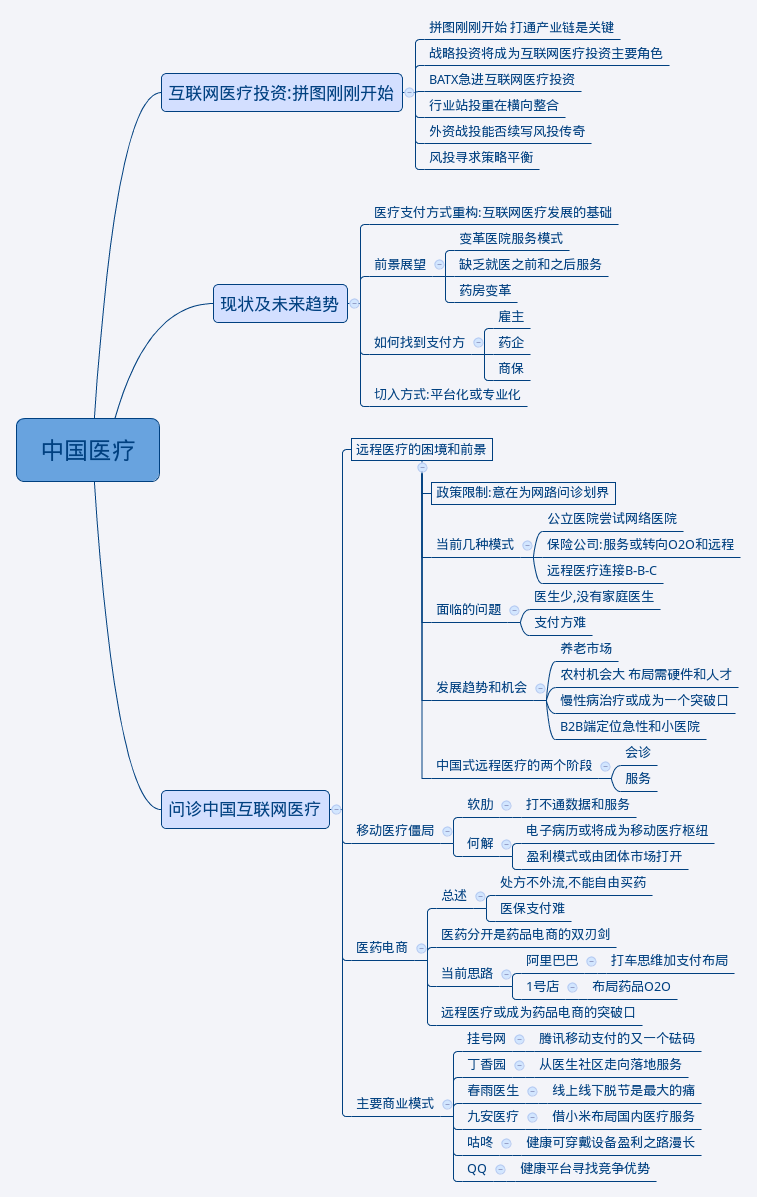 拼图刚刚开始 打通产业链是关键
战略投资将成为互联网医疗投资主要角色
BATX急进互联网医疗投资
互联网医疗投资:拼图刚刚开始
行业站投重在横向整合
外资战投能否续写风投传奇
风投寻求策略平衡
医疗支付方式重构:互联网医疗发展的基础
变革医院服务模式
前景展望
缺乏就医之前和之后服务
药房变革
现状及未来趋势
雇主
如何找到支付方
药企
商保
切入方式:平台化或专业化
中国医疗
远程医疗的困境和前景
政策限制:意在为网路问诊划界
公立医院尝试网络医院
当前几种模式
保险公司:服务或转向O2O和远程
远程医疗连接B-B-C
医生少,没有家庭医生
面临的问题
支付方难
养老市场
农村机会大 布局需硬件和人才
发展趋势和机会
慢性病治疗或成为一个突破口
B2B端定位急性和小医院
会诊
中国式远程医疗的两个阶段
服务
问诊中国互联网医疗
软肋
打不通数据和服务
移动医疗僵局
电子病历或将成为移动医疗枢纽
何解
盈利模式或由团体市场打开
处方不外流,不能自由买药
总述
医保支付难
医药分开是药品电商的双刃剑
医药电商
阿里巴巴
打车思维加支付布局
当前思路
1号店
布局药品O2O
远程医疗或成为药品电商的突破口
挂号网
腾讯移动支付的又一个砝码
丁香园
从医生社区走向落地服务
春雨医生
线上线下脱节是最大的痛
主要商业模式
九安医疗
借小米布局国内医疗服务
咕咚
健康可穿戴设备盈利之路漫长
QQ
健康平台寻找竞争优势